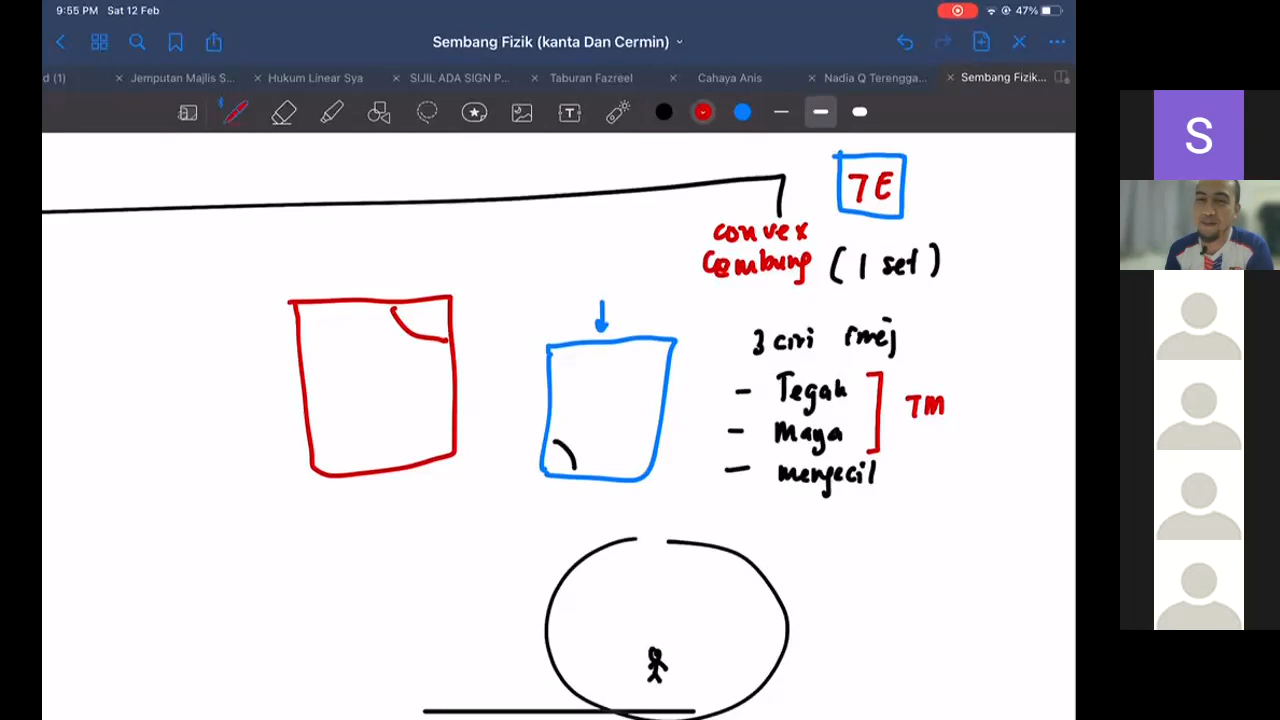 9:55 PM Sat 12 Feb
47%
Sembang Fizik (kanta Dan Cermin)
d (1)
Jemputan Majlis S...
Hukum Linear Sya
SIJIL ADA SIGN P...
Taburan Fazreel
Cahaya Anis
Nadia Q Terengga...
Sembang Fizik...
T
7E
convex
Cembung (1 set)
3 ciri imej
- Tegak
TM
- Maya
- mengecil
S